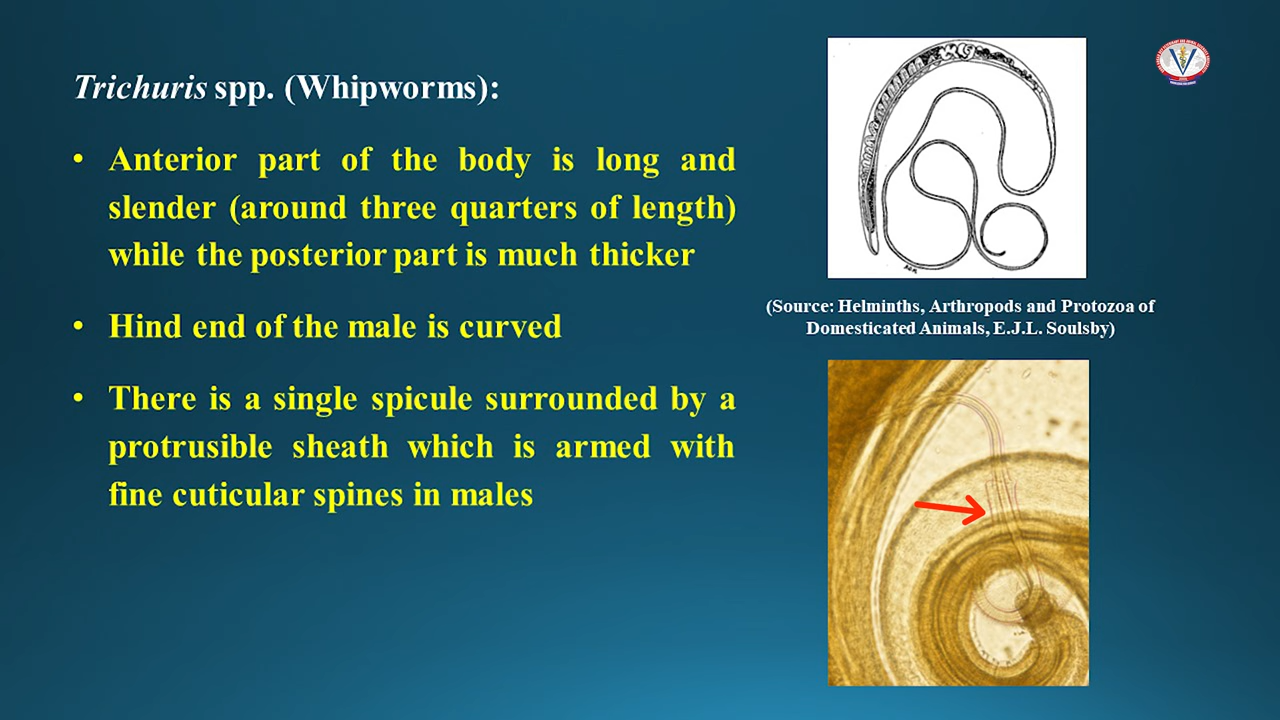 Trichuris spp. (Whipworms):
• Anterior part of the body is long and
slender (around three quarters of length)
while the posterior part is much thicker
• Hind end of the male is curved
• There is a single spicule surrounded by a
protrusible sheath which is armed with
fine cuticular spines in males
(Source: Helminths, Arthropods and Protozoa of
Domesticated Animals, E.J.L. Soulsby)